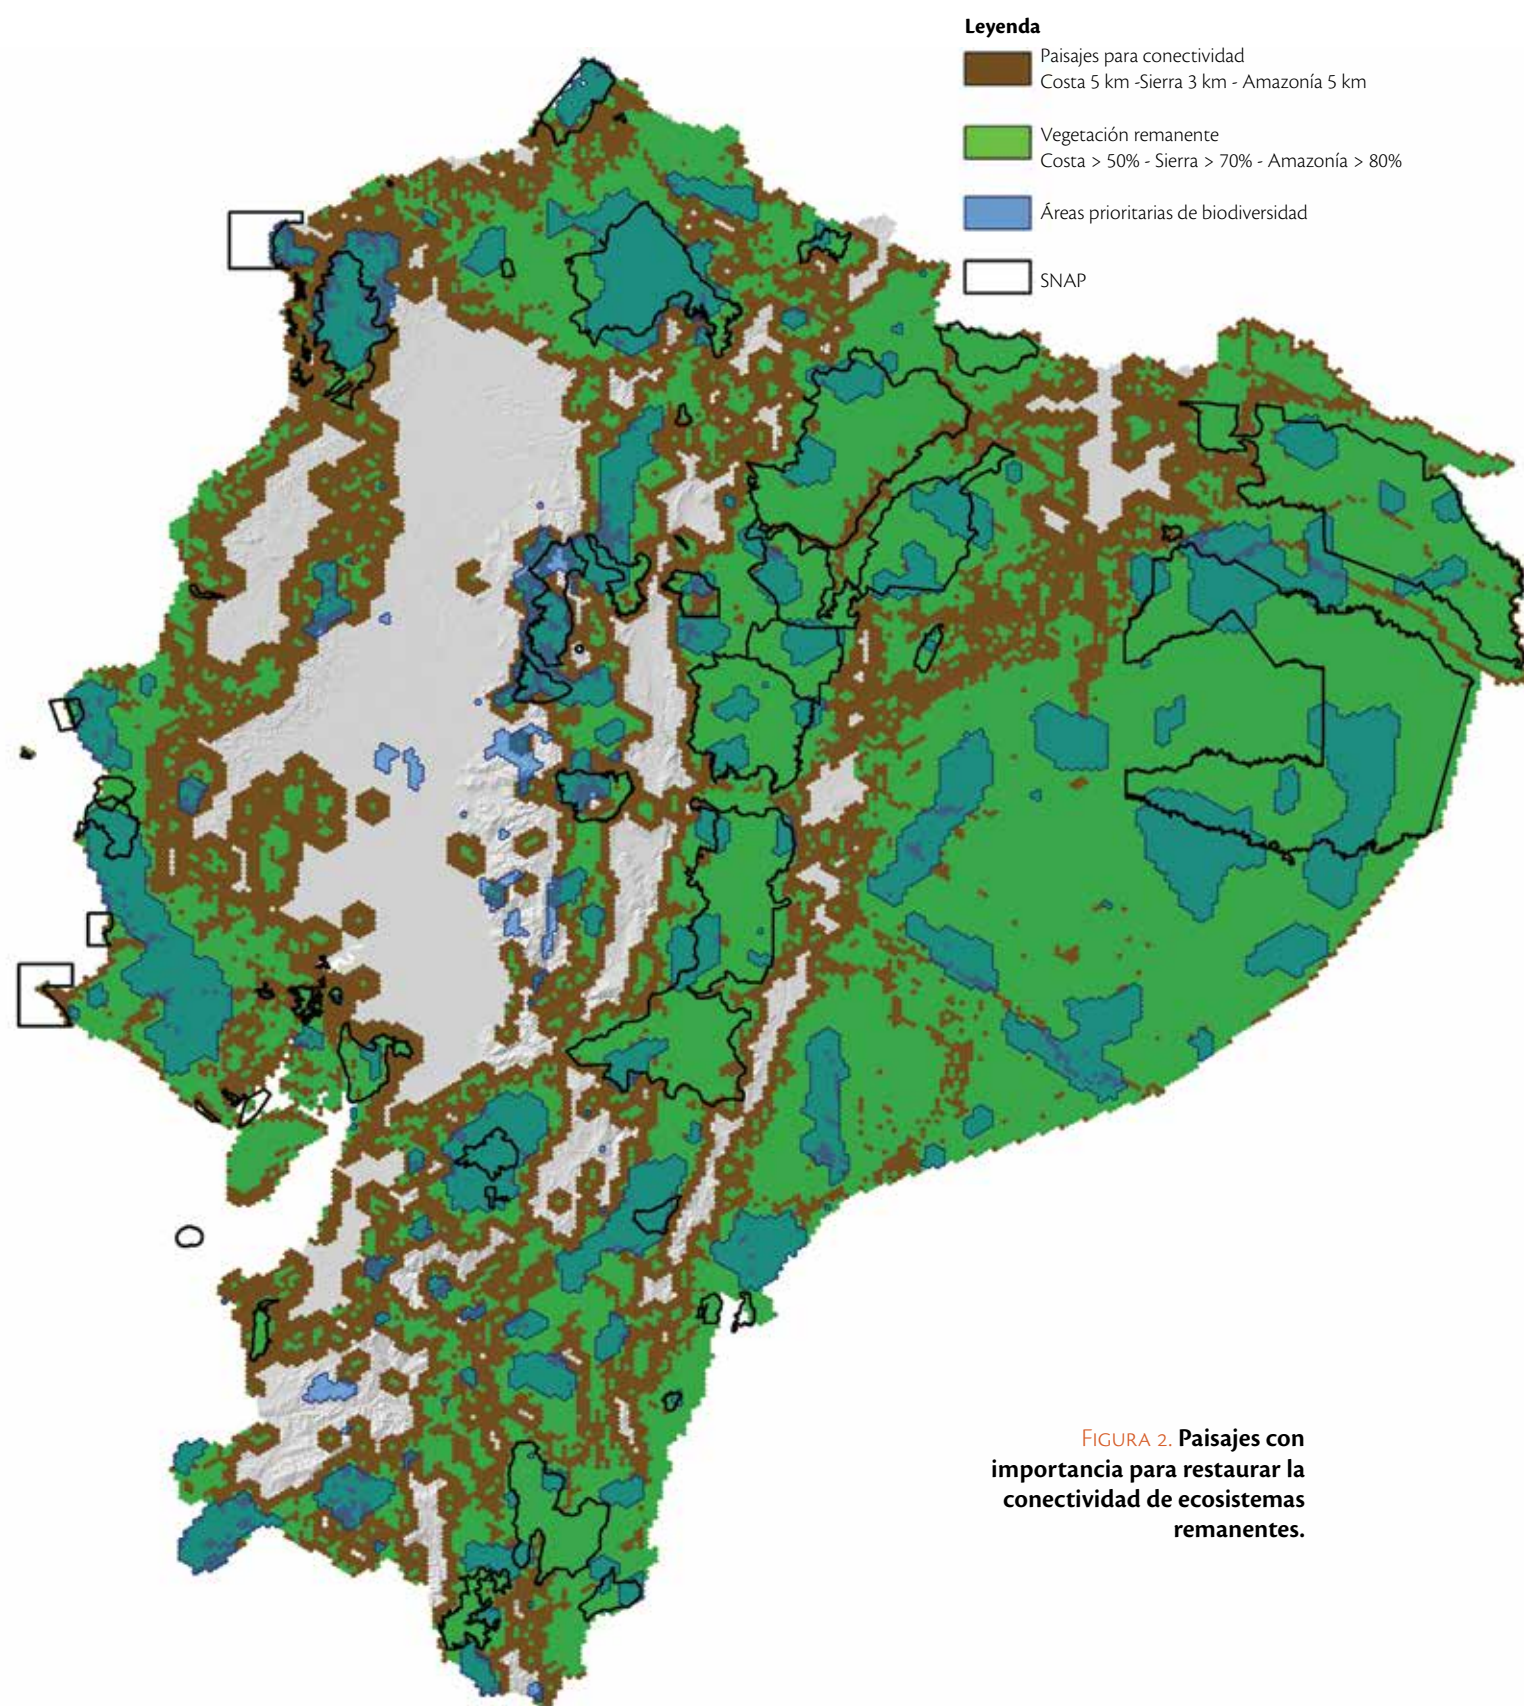 Leyenda
Paisajes para conectividad
Costa 5 km -Sierra 3 km - Amazonía 5 km
Vegetación remanente
Costa > 50% - Sierra > 70% - Amazonía > 80%
Áreas prioritarias de biodiversidad
SNAP
Figura 2. Paisajes con
importancia para restaurar la
conectividad de ecosistemas
remanentes.